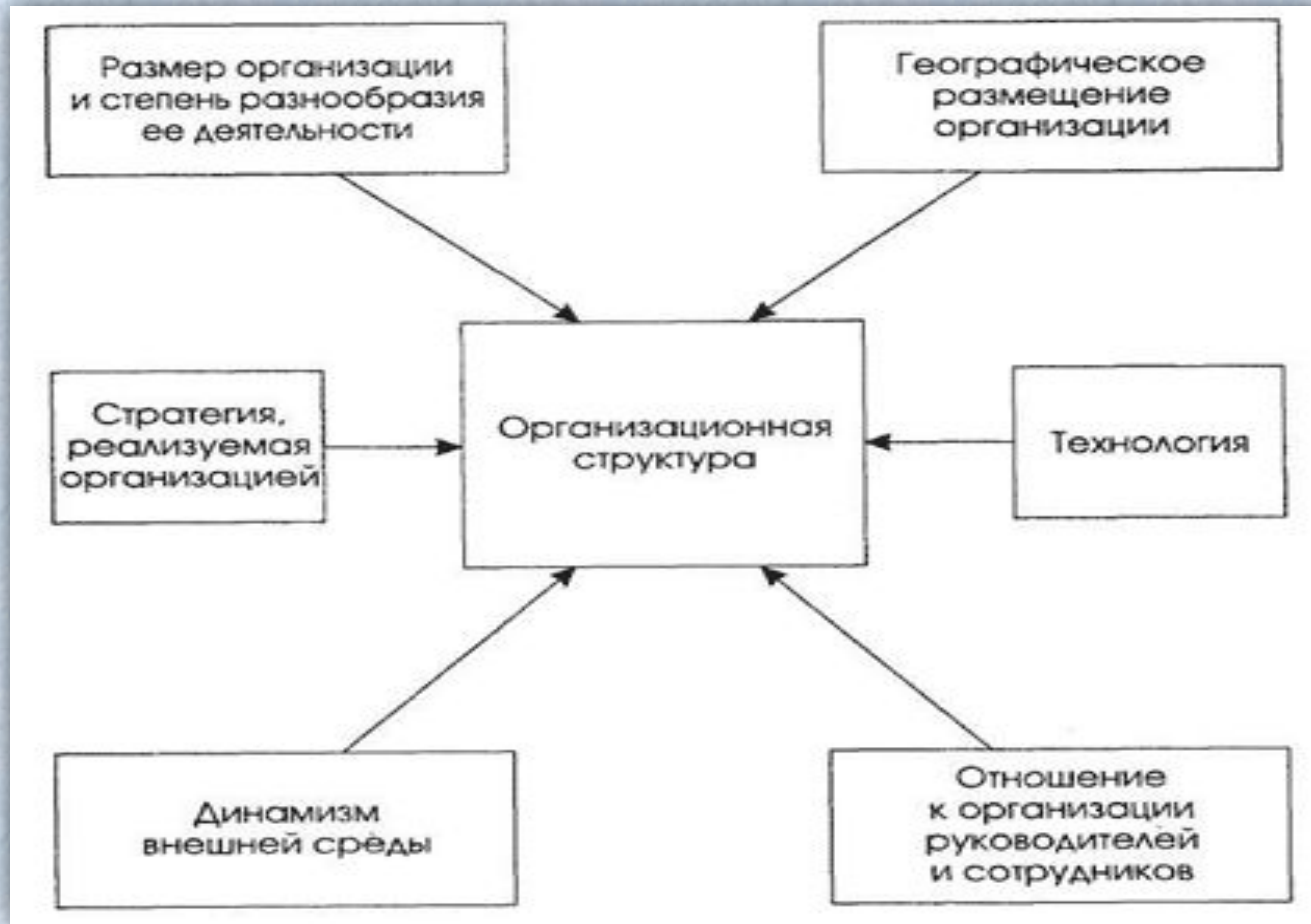 Размер организации
и степень разнообразия
ее деятельности
Географическое
размещение
организации
Стратегия,
реализуемая
организацией
Организационная
структура
Технология
Динамизм
внешней среды
Отношение
к организации
руководителей
и сотрудников